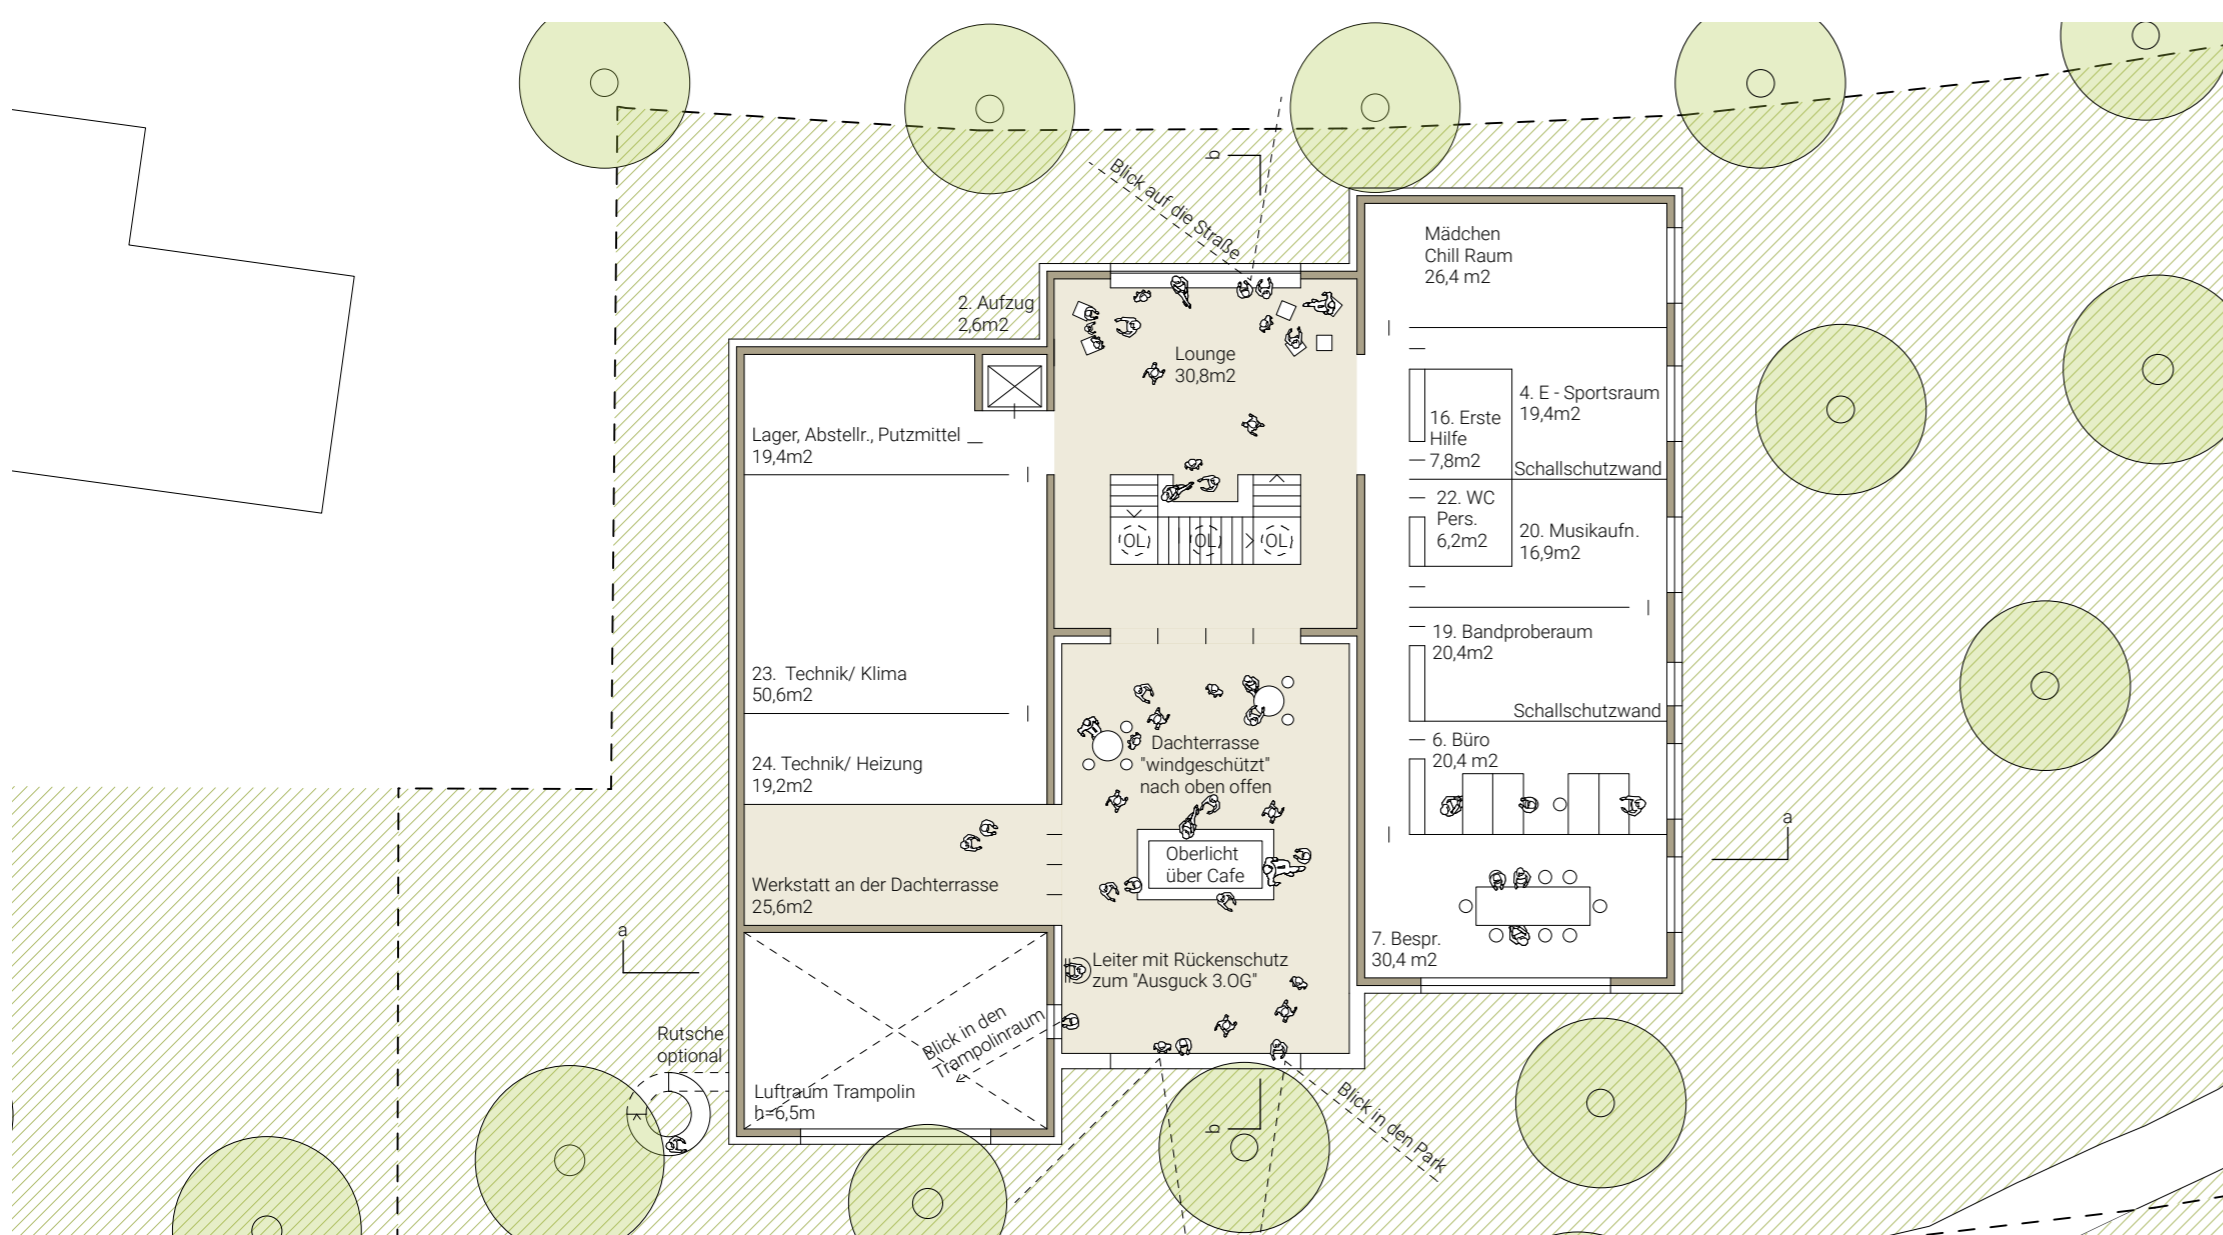 b
Blick auf die Straße
Mädchen
Chill Raum
26,4 m2
2. Aufzug
2,6m2
Lounge
30,8m2
4. E - Sportsraum
19,4m2
16. Erste
Hilfe
7,8m2
Lager, Abstellr., Putzmittel
19,4m2
Schallschutzwand
22. WC
Pers.
6,2m2
20. Musikaufn.
16,9m2
OL
OL
OL
19. Bandproberaum
20,4m2
23. Technik/ Klima
50,6m2
Schallschutzwand
6. Büro
20,4 m2
Dachterrasse
"windgeschützt"
nach oben offen
24. Technik/ Heizung
19,2m2
a
Oberlicht
über Cafe
Werkstatt an der Dachterrasse
25,6m2
a
7. Bespr.
30,4 m2
Leiter mit Rückenschutz
zum "Ausguck 3.OG"
Blick in den
Trampolinraum
Rutsche
optional
Luftraum Trampolin
h=6,5m
b
Blick in den Park